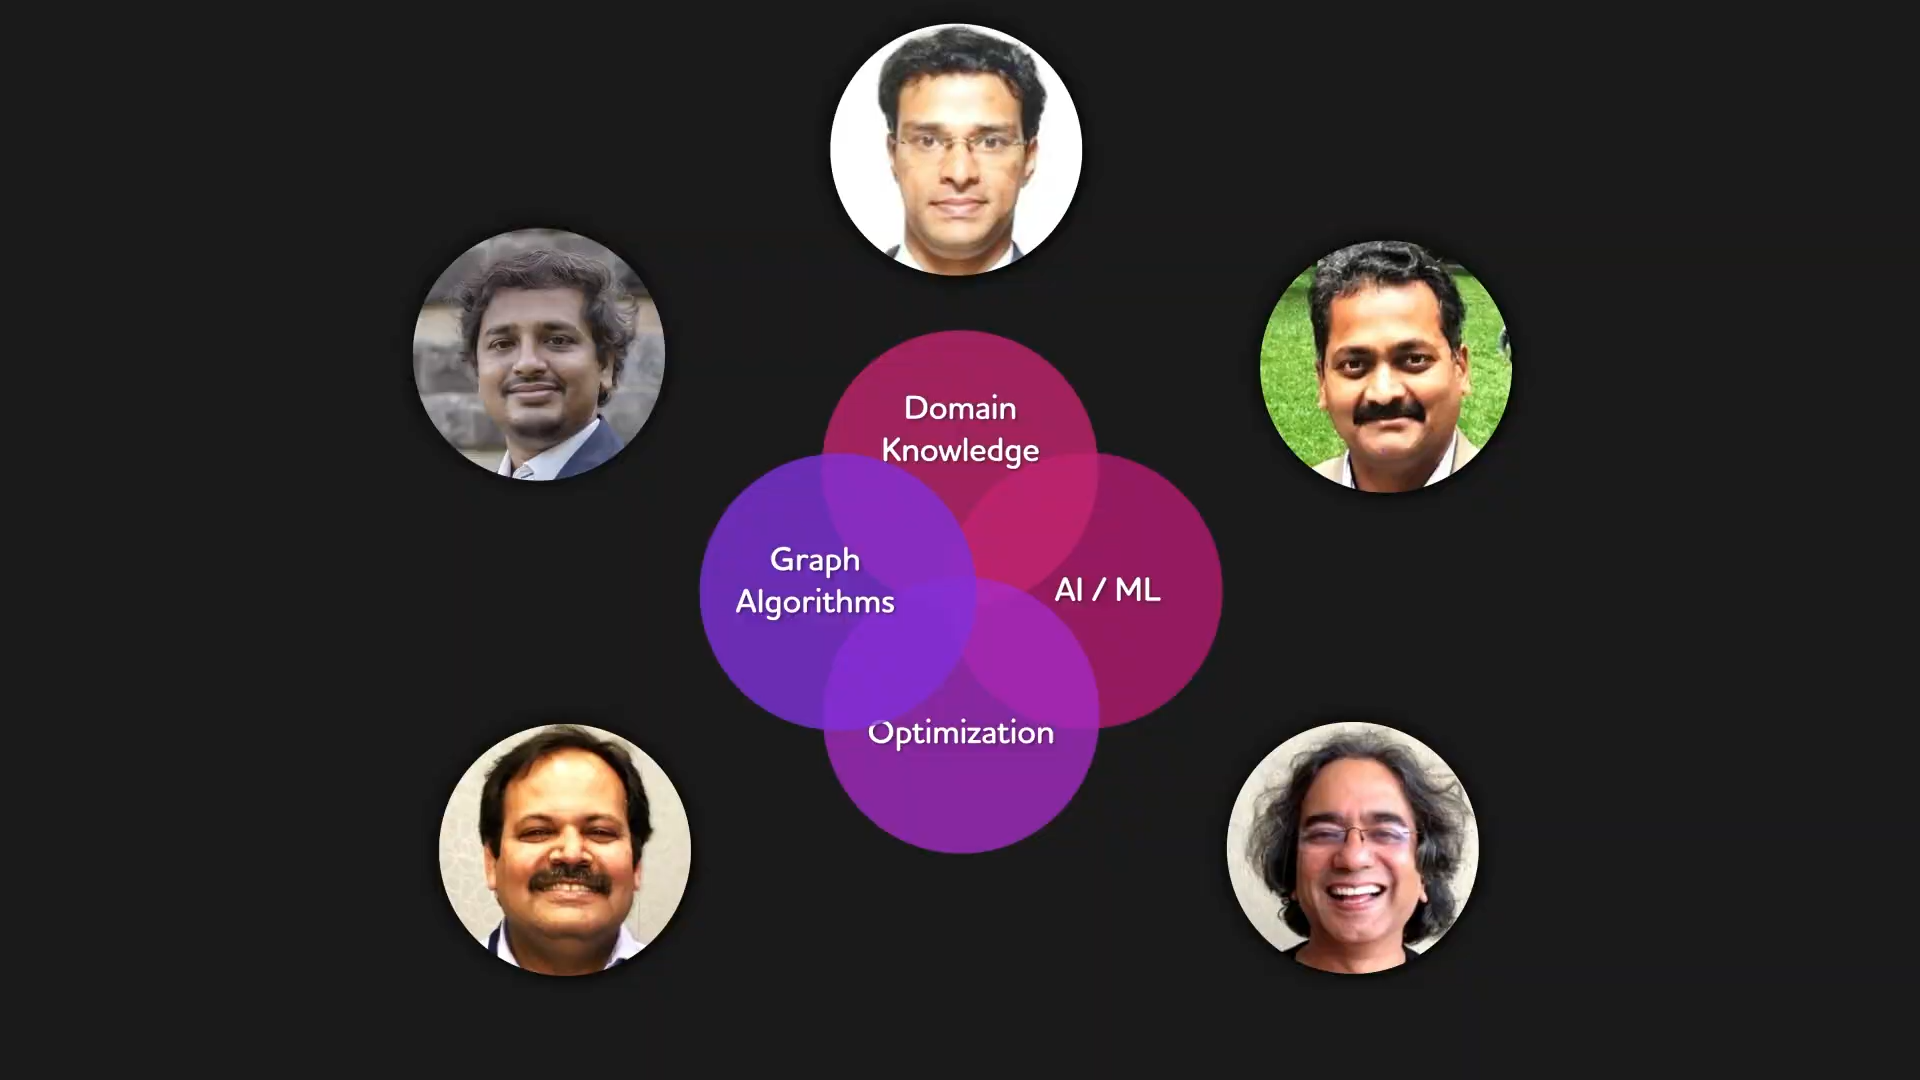 Domain
Knowledge
Graph
Algorithms
AI / ML
Optimization